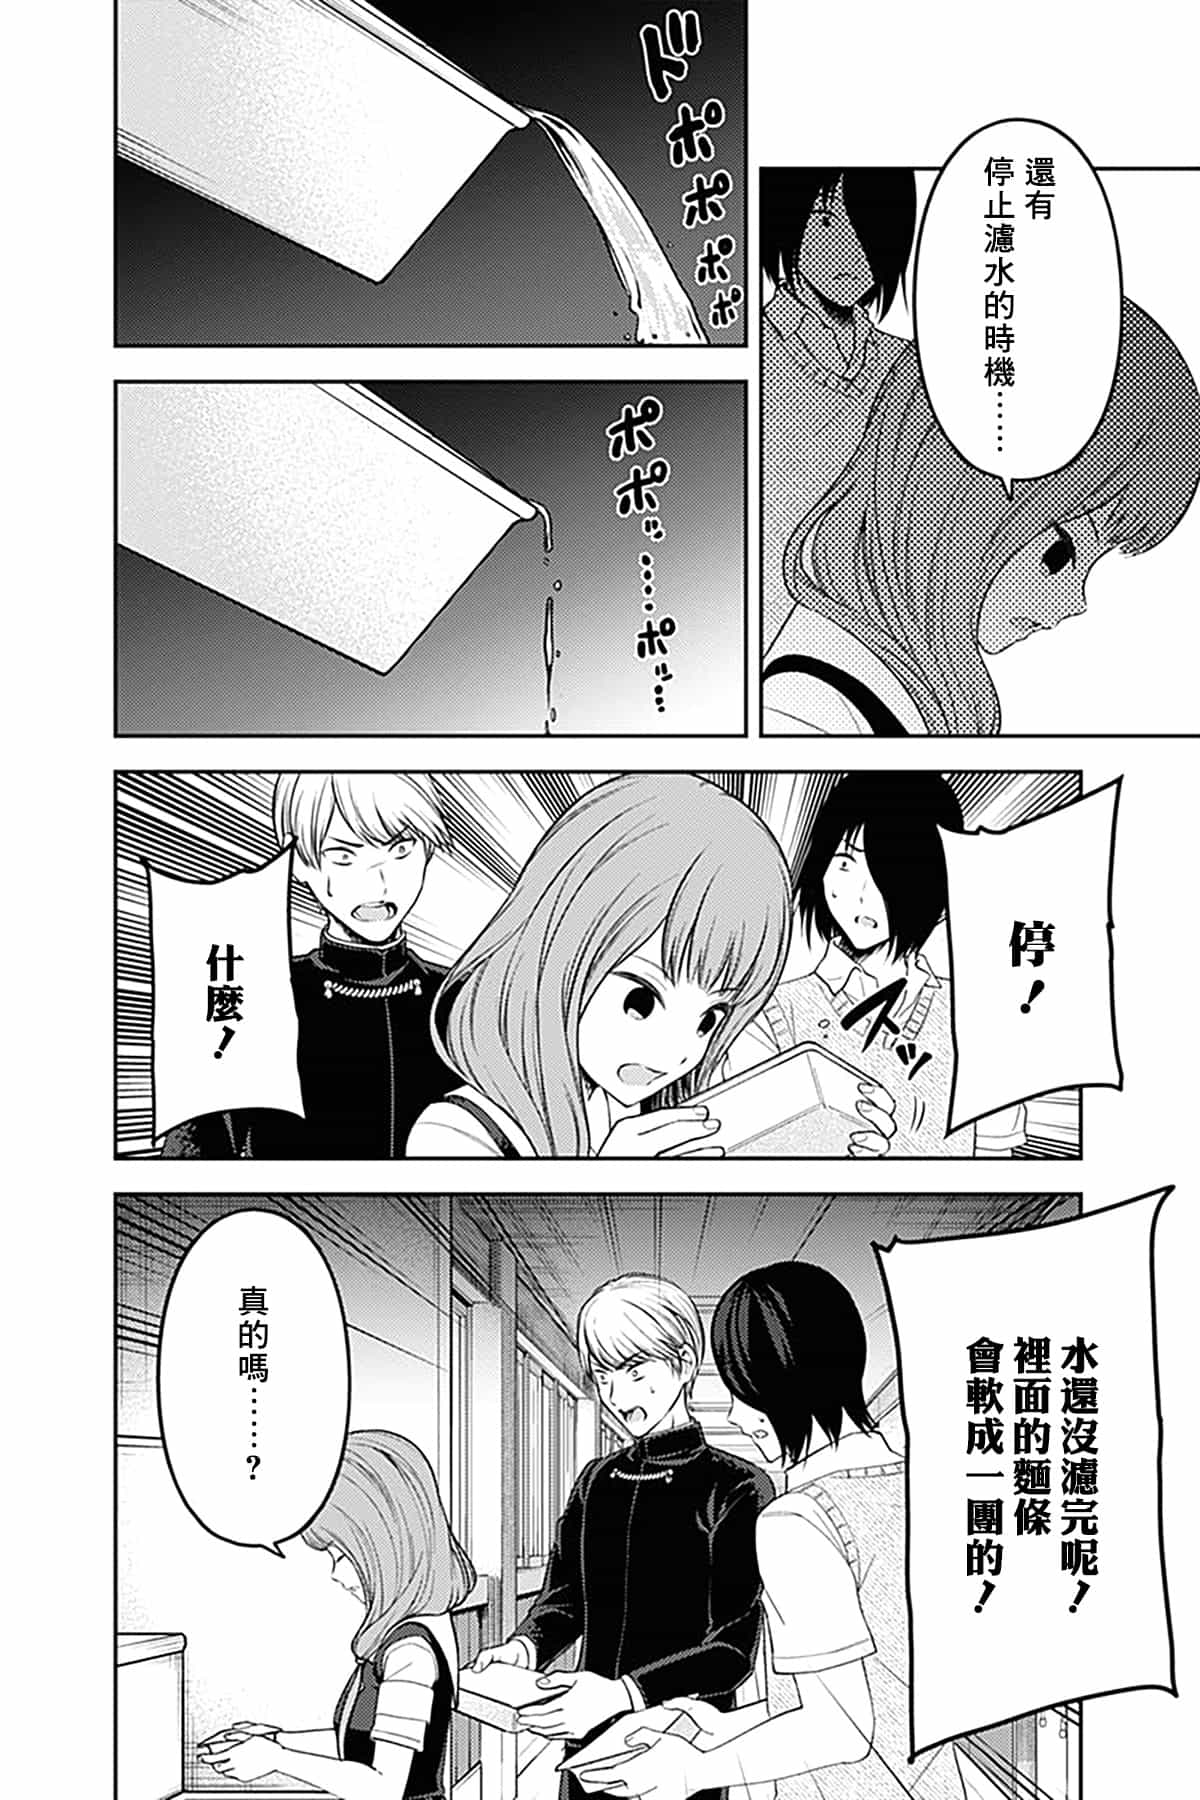 還有
停止濾水的時機……
ドポポポポポ
ポポッ……ポッ…
停！
スッ
什麼！
水還沒濾完呢！
裡面的麵條
會軟成一團的！
真的嗎……？